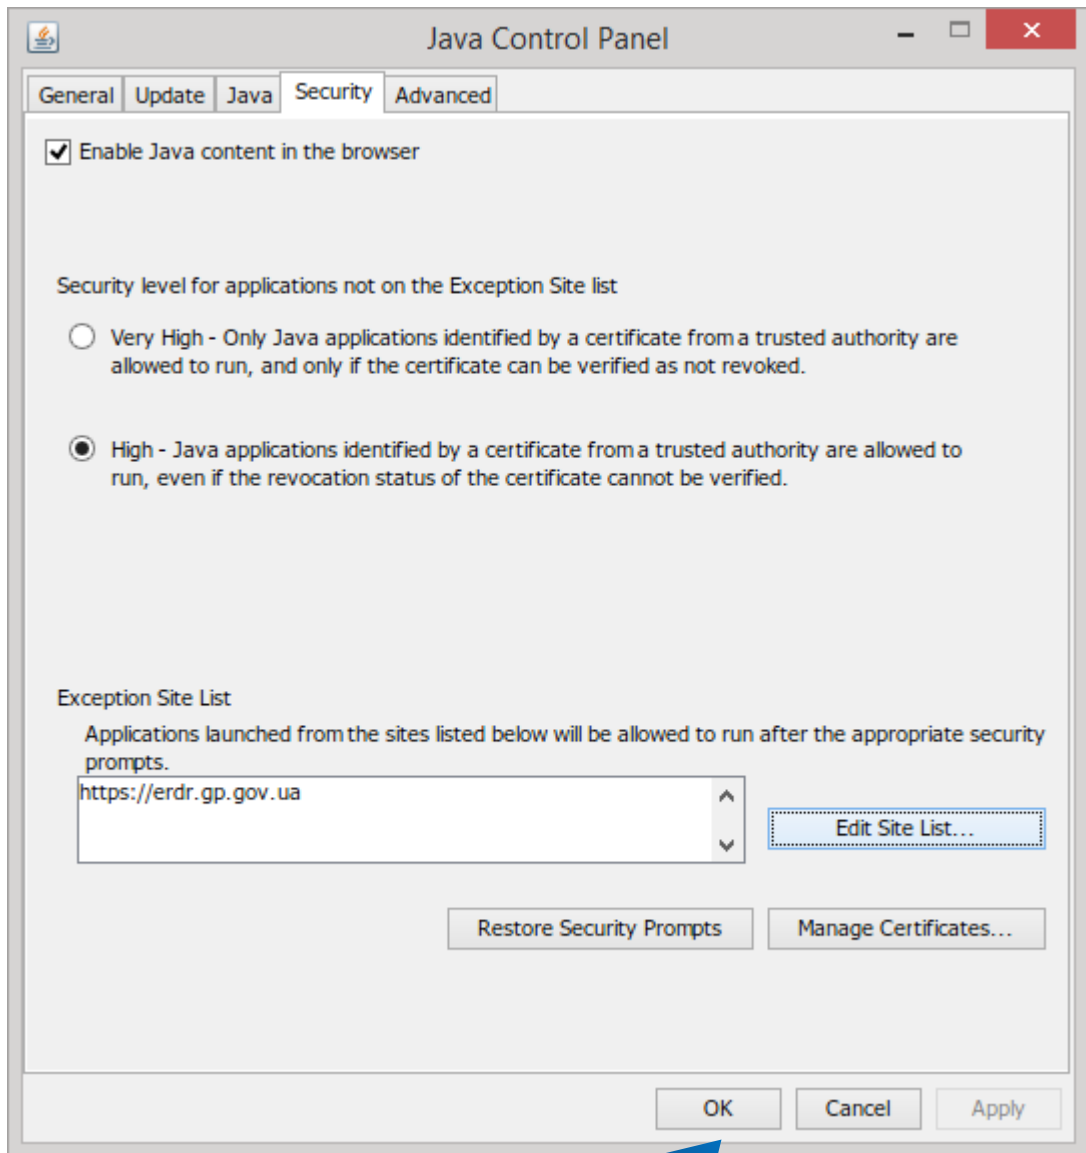 Java Control Panel
General Update Java Security Advanced
Enable Java content in the browser
Security level for applications not on the Exception Site list
Very High - Only Java applications identified by a certificate from a trusted authority are
allowed to run, and only if the certificate can be verified as not revoked.
High - Java applications identified by a certificate from a trusted authority are allowed to
run, even if the revocation status of the certificate cannot be verified.
Exception Site List
Applications launched from the sites listed below will be allowed to run after the appropriate security
prompts.
https://erdr.gp.gov.ua
Edit Site List...
Restore Security Prompts Manage Certificates...
OK Cancel Apply